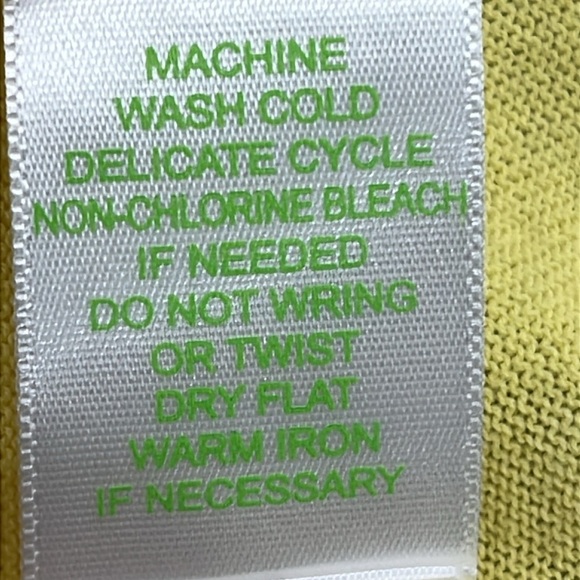 MACHINE
WASH COLD
DELICATE CYCLE
NON-CHLORINE BLEACH
IF NEEDED
DO NOT WRING
OR TWIST
DRY FLAT
WARM IRON
IF NECESSARY